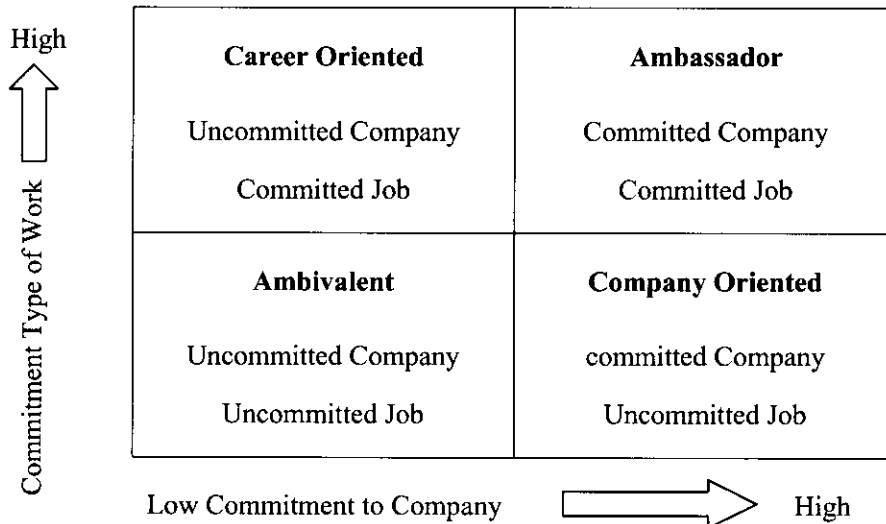 High
Commitment Type of Work
Career Oriented
Uncommitted Company
Committed Job
Ambassador
Committed Company
Committed Job
Ambivalent
Uncommitted Company
Uncommitted Job
Company Oriented
committed Company
Uncommitted Job
Low Commitment to Company
High